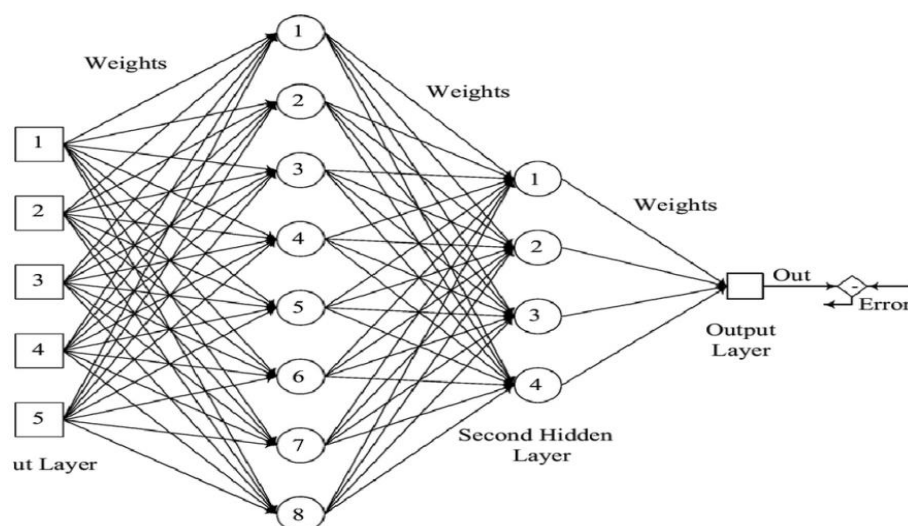 Weights
1
2
3
4
5
ut Layer
1
2
3
4
5
6
7
8
Weights
1
2
3
4
Second Hidden
Layer
Weights
Output
Layer
Out
-
Error